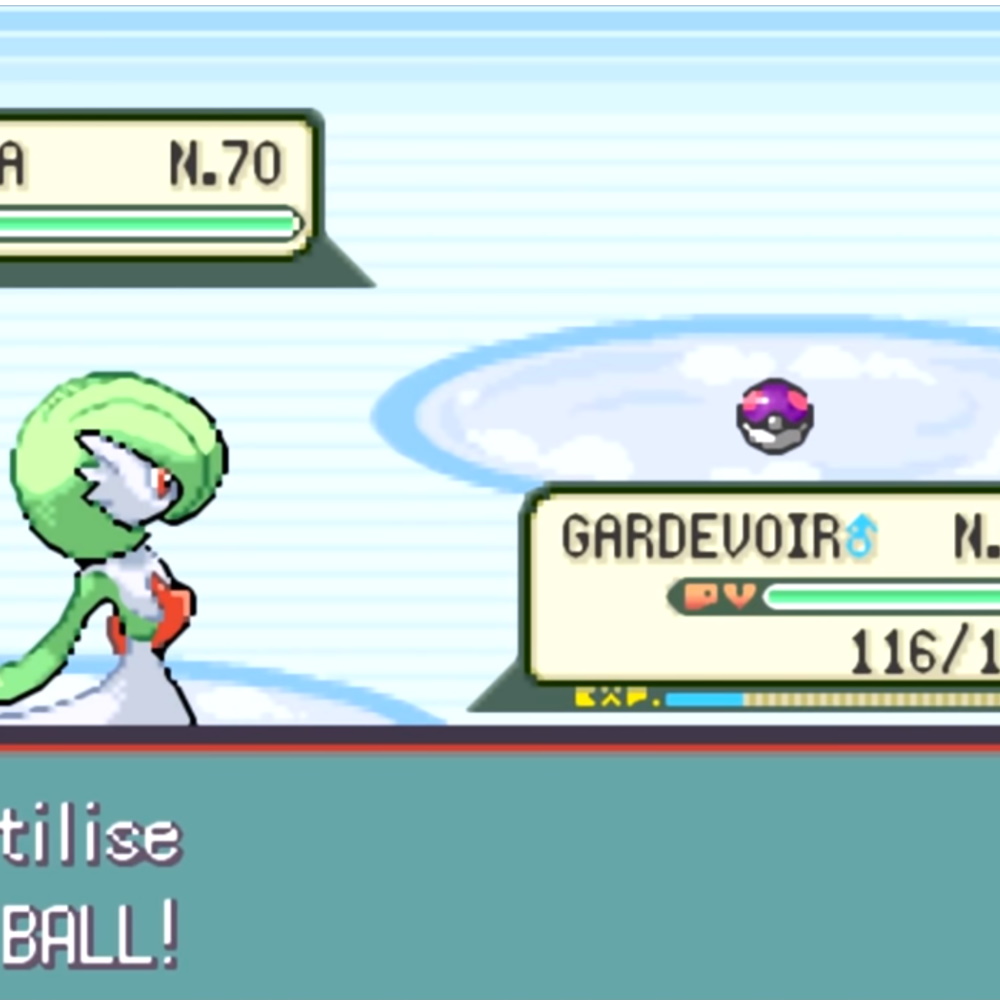 A N.70
GARDEVOIR♂ N.
PV
116/1
EXP.
tilise
BALL!